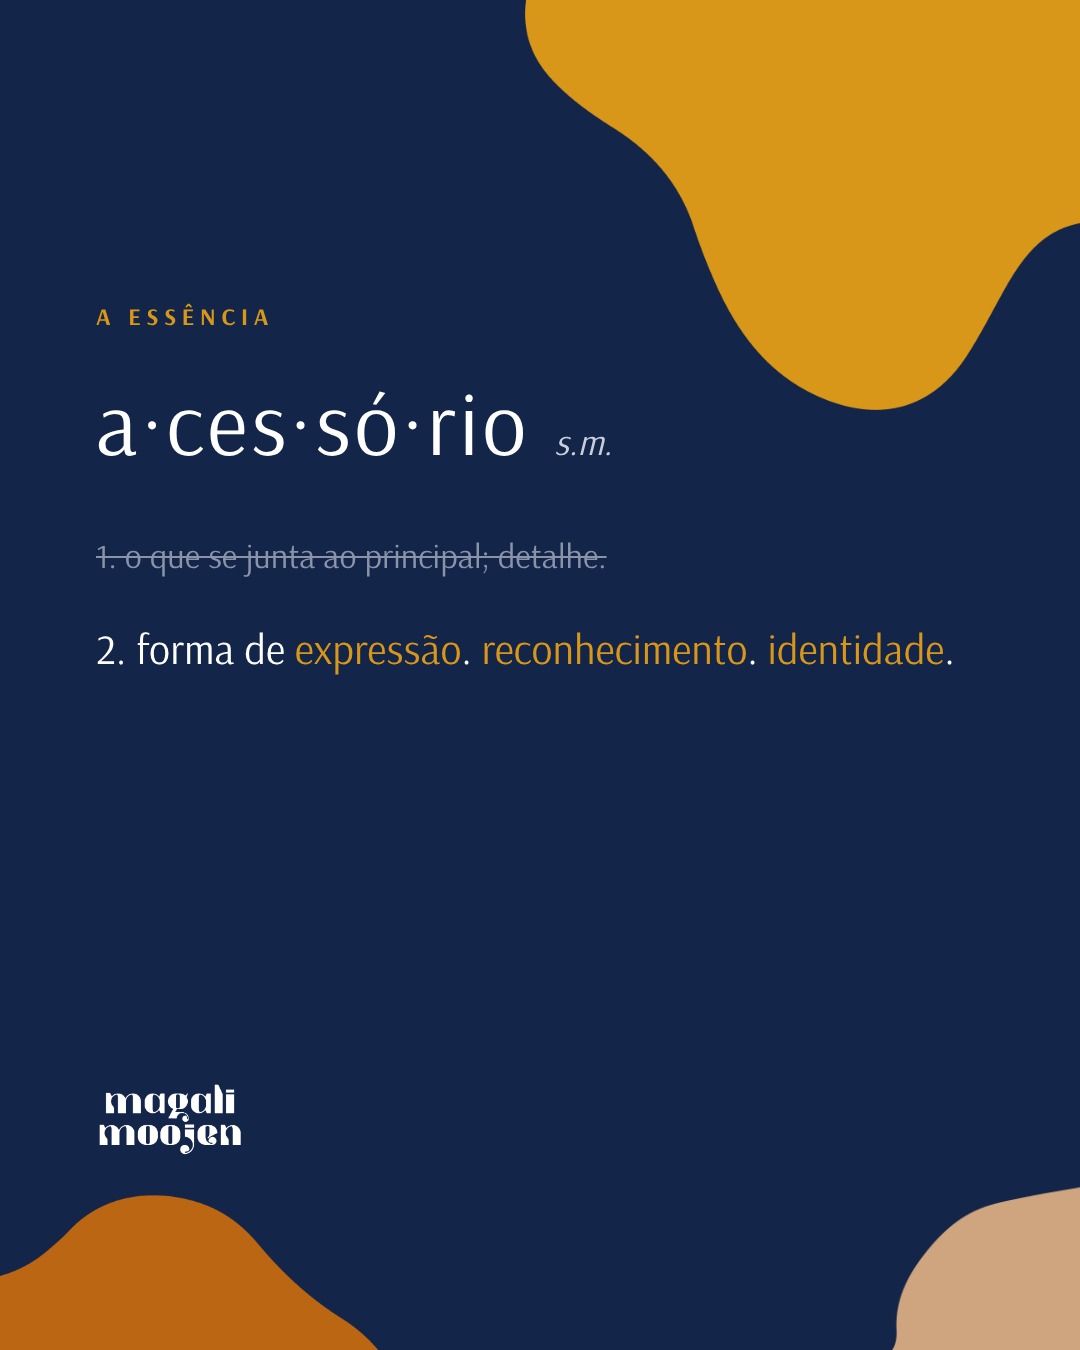 A ESSÊNCIA
a·ces·só·rio s.m.
1. o que se junta ao principal; detalhe.
2. forma de expressão. reconhecimento. identidade.
magali
moojen